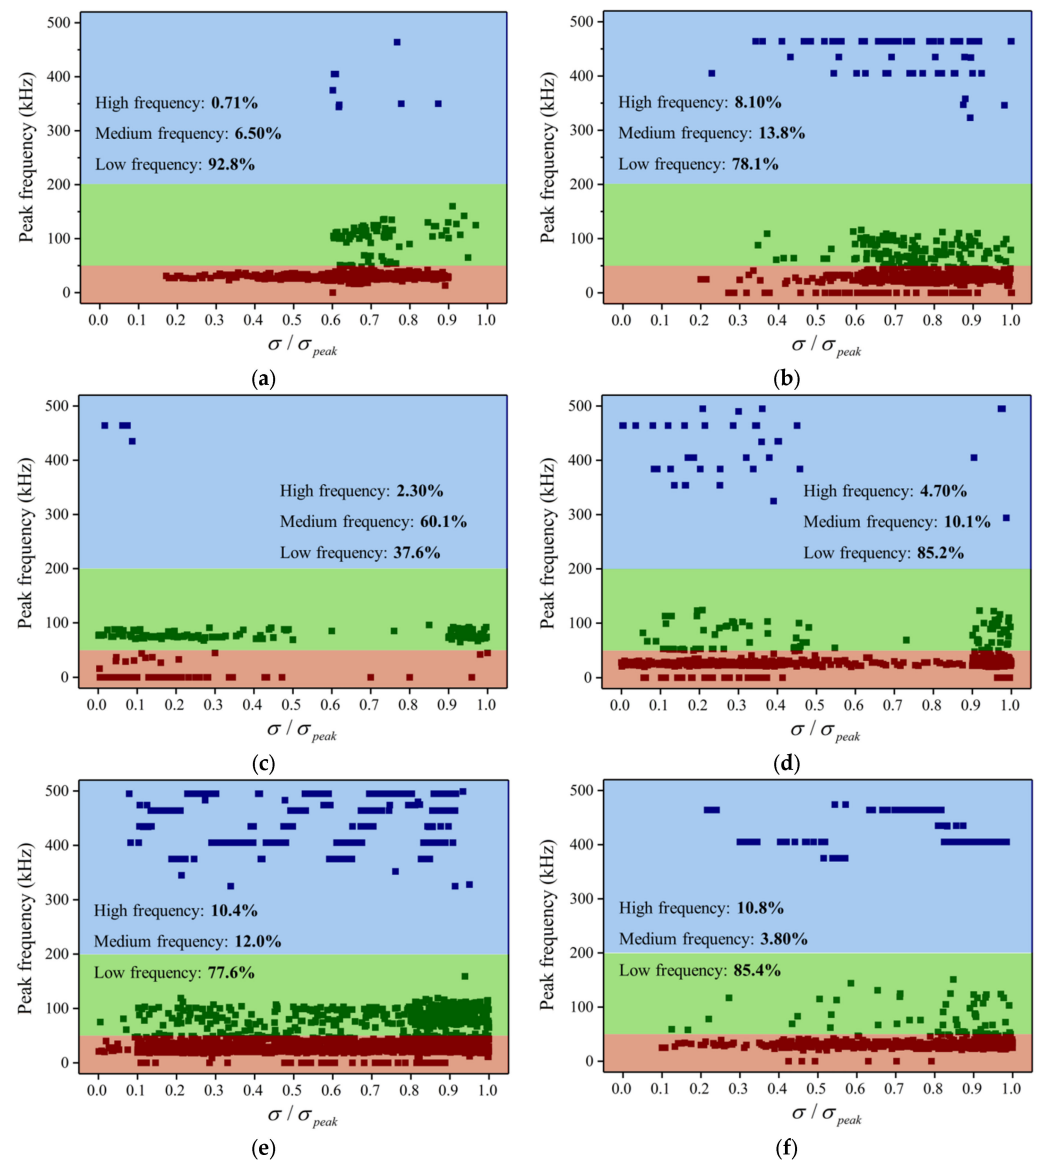 500
400
300
200
100
0
Peak frequency (kHz)
High frequency: 0.71%
Medium frequency: 6.50%
Low frequency: 92.8%
0.0 0.1 0.2 0.3 0.4 0.5 0.6 0.7 0.8 0.9 1.0
σ / σpeak
(a)
500
400
300
200
100
0
Peak frequency (kHz)
High frequency: 8.10%
Medium frequency: 13.8%
Low frequency: 78.1%
0.0 0.1 0.2 0.3 0.4 0.5 0.6 0.7 0.8 0.9 1.0
σ / σpeak
(b)
500
400
300
200
100
0
Peak frequency (kHz)
High frequency: 2.30%
Medium frequency: 60.1%
Low frequency: 37.6%
0.0 0.1 0.2 0.3 0.4 0.5 0.6 0.7 0.8 0.9 1.0
σ / σpeak
(c)
500
400
300
200
100
0
Peak frequency (kHz)
High frequency: 4.70%
Medium frequency: 10.1%
Low frequency: 85.2%
0.0 0.1 0.2 0.3 0.4 0.5 0.6 0.7 0.8 0.9 1.0
σ / σpeak
(d)
500
400
300
200
100
0
Peak frequency (kHz)
High frequency: 10.4%
Medium frequency: 12.0%
Low frequency: 77.6%
0.0 0.1 0.2 0.3 0.4 0.5 0.6 0.7 0.8 0.9 1.0
σ / σpeak
(e)
500
400
300
200
100
0
Peak frequency (kHz)
High frequency: 10.8%
Medium frequency: 3.80%
Low frequency: 85.4%
0.0 0.1 0.2 0.3 0.4 0.5 0.6 0.7 0.8 0.9 1.0
σ / σpeak
(f)